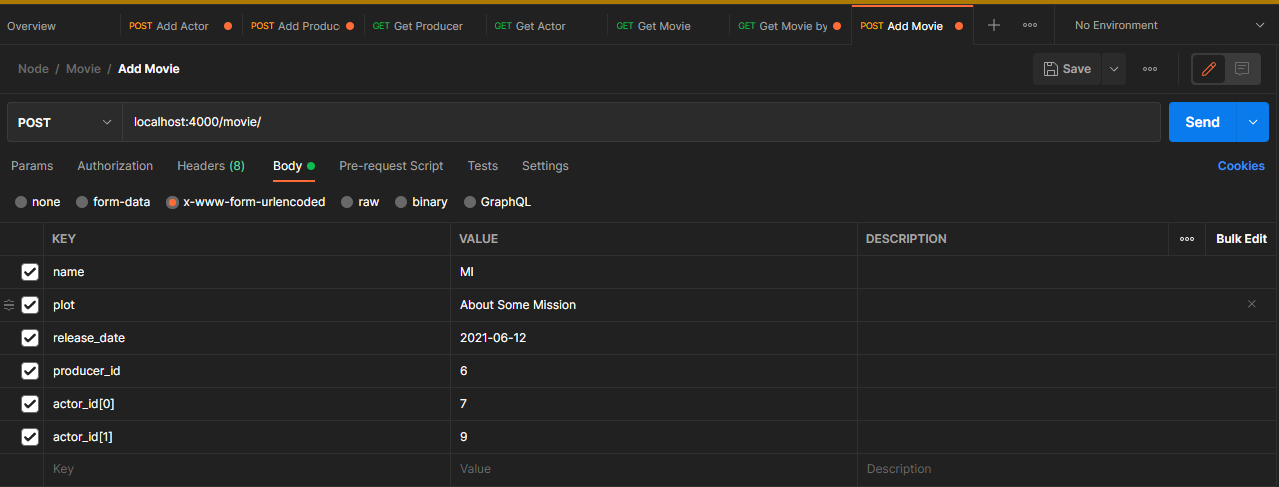 Overview POST Add Actor POST Add Produc GET Get Producer GET Get Actor GET Get Movie GET Get Movie by POST Add Movie No Environment
Node / Movie / Add Movie Save
POST localhost:4000/movie/ Send
Params Authorization Headers (8) Body Pre-request Script Tests Settings Cookies
none form-data x-www-form-urlencoded raw binary GraphQL
KEY VALUE DESCRIPTION Bulk Edit
name MI
plot About Some Mission
release_date 2021-06-12
producer_id 6
actor_id[0] 7
actor_id[1] 9
Key Value Description